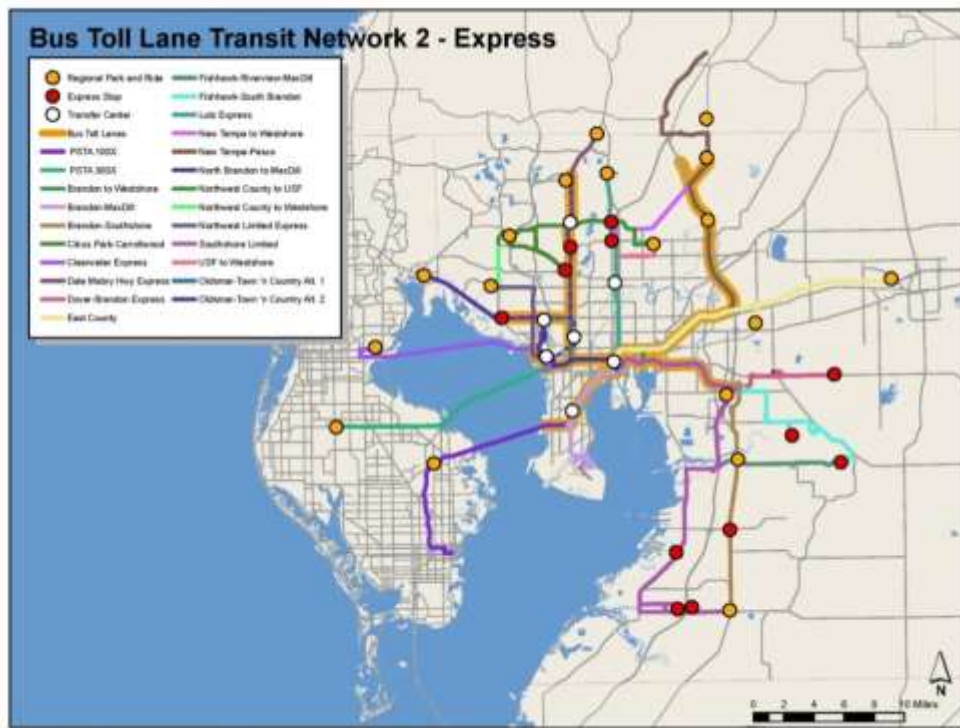 Bus Toll Lane Transit Network 2 - Express
Regional Park and Ride
Express Stop
Transfer Center
Bus Toll Lanes
PSTA 100X
PSTA 300X
Brandon to Westshore
Brandon-MacDill
Brandon-Southshore
Citrus Park-Carrollwood
Clearwater Express
Dale Mabry Hwy Express
Dover-Brandon Express
East County
Fishhawk-Riverview-MacDill
Fishhawk-South Brandon
Lutz Express
New Tampa to Westshore
New Tampa-Pasco
North Brandon to MacDill
Northwest County to USF
Northwest County to Westshore
Northwest Limited Express
Southshore Limited
USF to Westshore
Oldsmar-Town 'n Country Alt. 1
Oldsmar-Town 'n Country Alt. 2
N
0 2 4 6 8 10 Miles